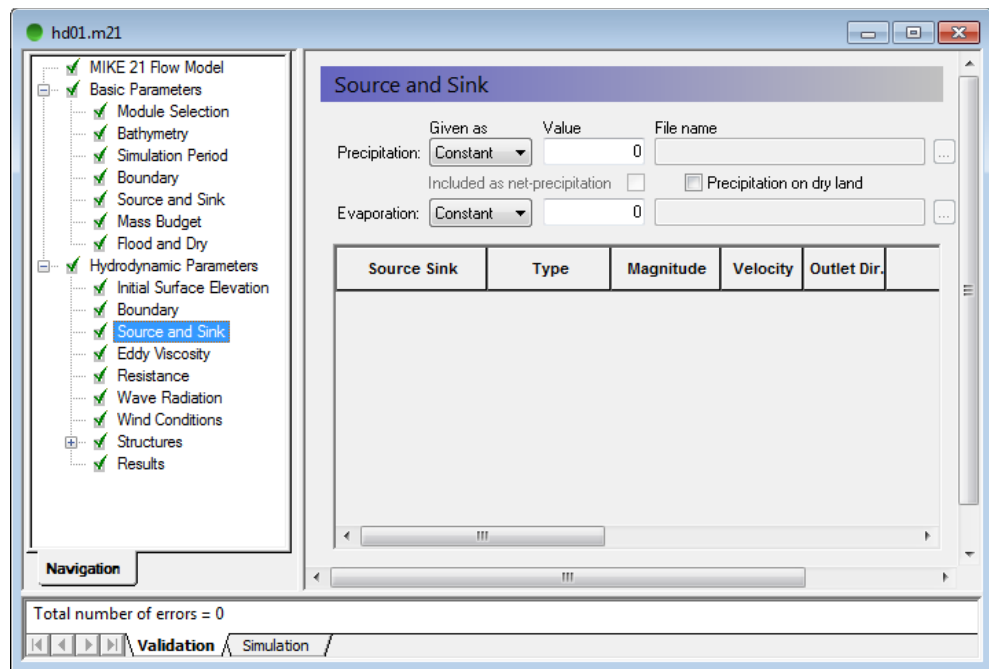 hd01.m21
MIKE 21 Flow Model
Basic Parameters
Module Selection
Bathymetry
Simulation Period
Boundary
Source and Sink
Mass Budget
Flood and Dry
Hydrodynamic Parameters
Initial Surface Elevation
Boundary
Source and Sink
Eddy Viscosity
Resistance
Wave Radiation
Wind Conditions
Structures
Results
Navigation
Source and Sink
Given as Value File name
Precipitation: Constant 0 ...
Included as net-precipitation Precipitation on dry land
Evaporation: Constant 0 ...
Source Sink Type Magnitude Velocity Outlet Dir.
Total number of errors = 0
Validation Simulation